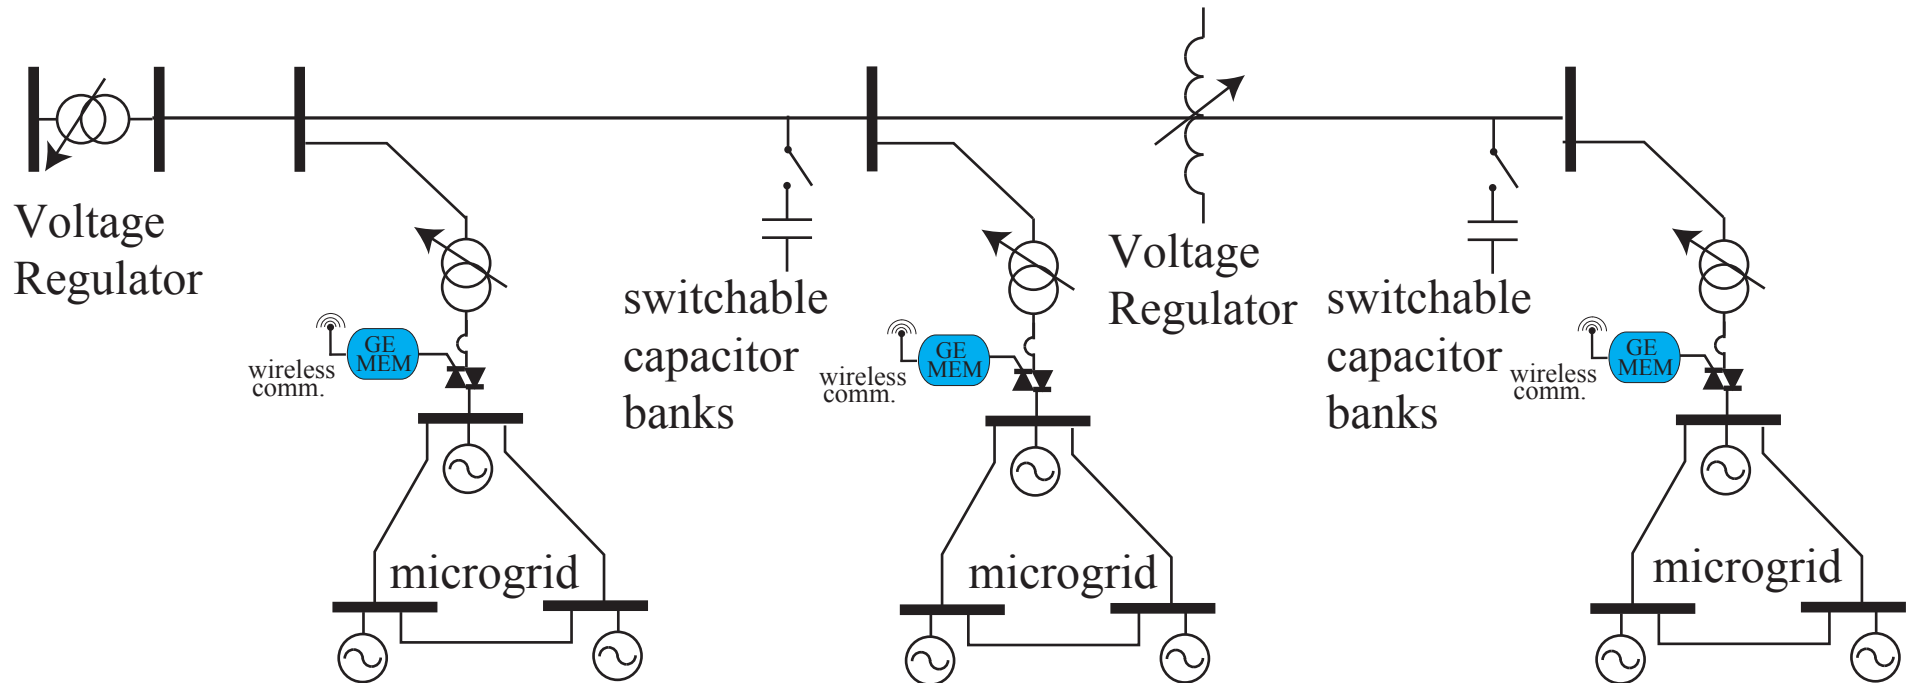 Voltage
Regulator
GE
MEM
wireless
comm.
microgrid
switchable
capacitor
banks
GE
MEM
wireless
comm.
microgrid
Voltage
Regulator
switchable
capacitor
banks
GE
MEM
wireless
comm.
microgrid